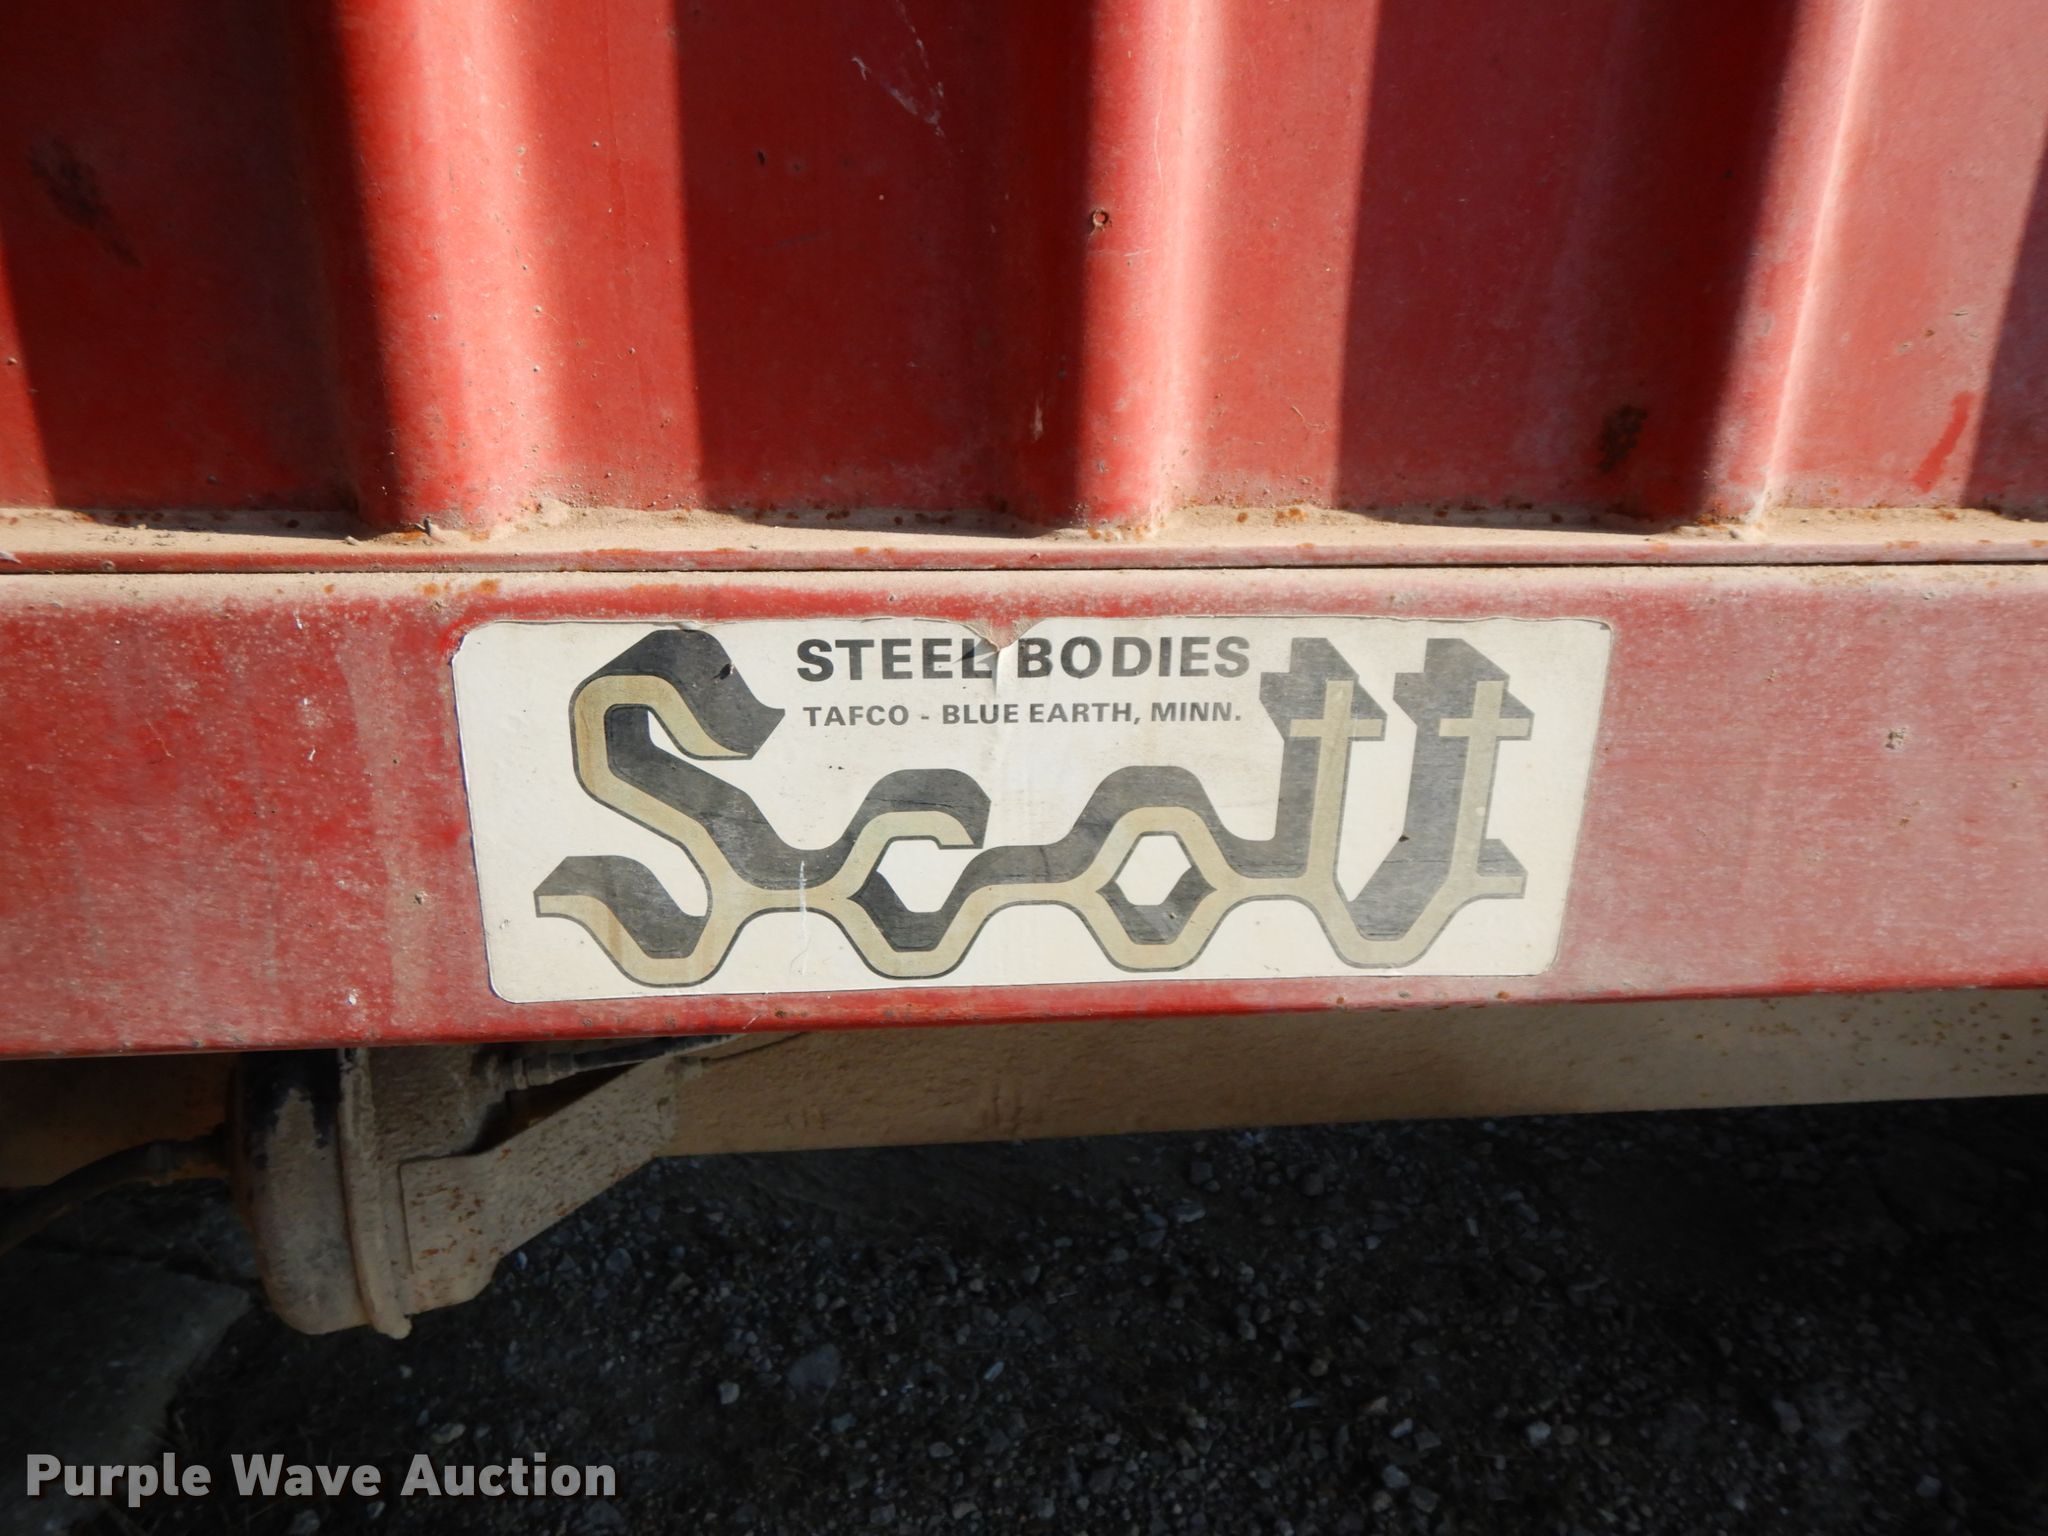 STEEL BODIES
TAFCO - BLUE EARTH, MINN.
Scott
Purple Wave Auction